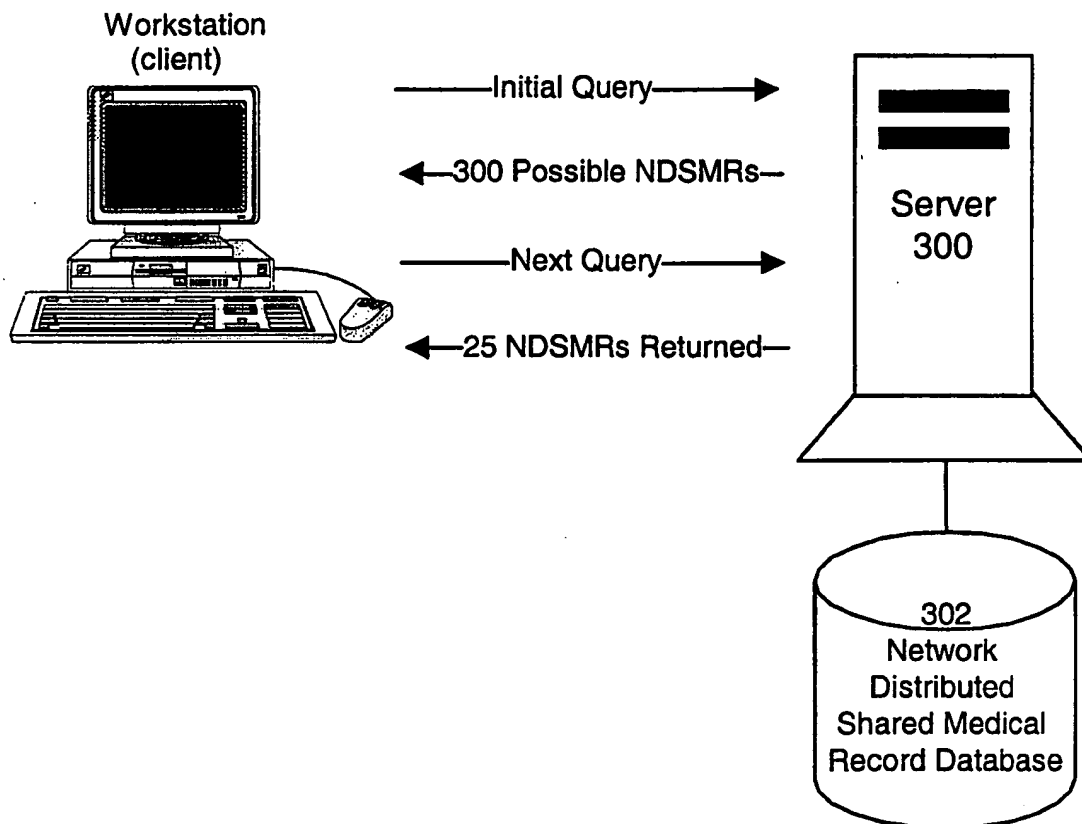 Workstation
(client)
Initial Query
300 Possible NDSMRs
Next Query
25 NDSMRs Returned
Server
300
302
Network
Distributed
Shared Medical
Record Database